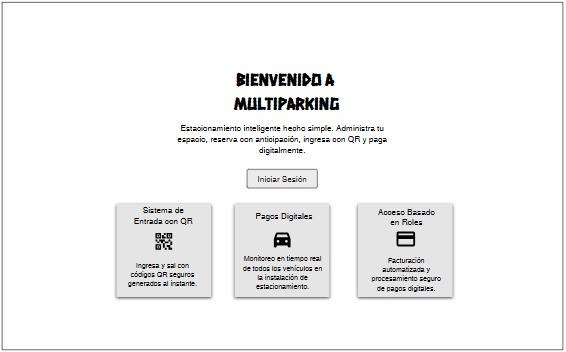 BIENVENIDO A
MULTIPARKING
Estacionamiento inteligente hecho simple. Administra tu
espacio, reserva con anticipación, ingresa con QR y paga
digitalmente.
Iniciar Sesión
Sistema de
Entrada con QR
Ingresa y sal con
códigos QR seguros
generados al instante.
Pagos Digitales
Monitoreo en tiempo real
de todos los vehículos en
la instalación de
estacionamiento.
Acceso Basado
en Roles
Facturación
automatizada y
procesamiento seguro
de pagos digitales.